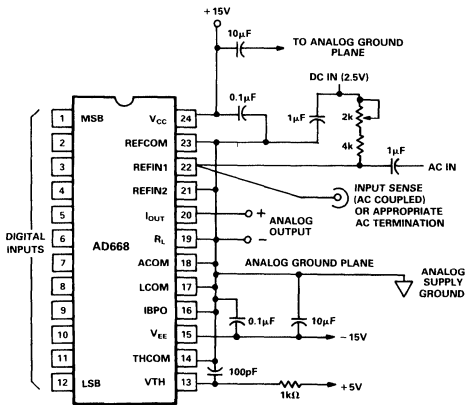 +15V
10µF
TO ANALOG GROUND
PLANE
DC IN (2.5V)
0.1µF
1µF
2k
4k
1µF
AC IN
INPUT SENSE
(AC COUPLED)
OR APPROPRIATE
AC TERMINATION
DIGITAL
INPUTS
1 MSB VCC 24
2 REFCOM 23
3 REFIN1 22
4 REFIN2 21
5 IOUT 20
6 RL 19
7 ACOM 18
8 LCOM 17
9 IBPO 16
10 VEE 15
11 THCOM 14
12 LSB VTH 13
AD668
+
ANALOG
OUTPUT
−
ANALOG GROUND PLANE
ANALOG
SUPPLY
GROUND
0.1µF
10µF
−15V
100pF
1kΩ
+5V